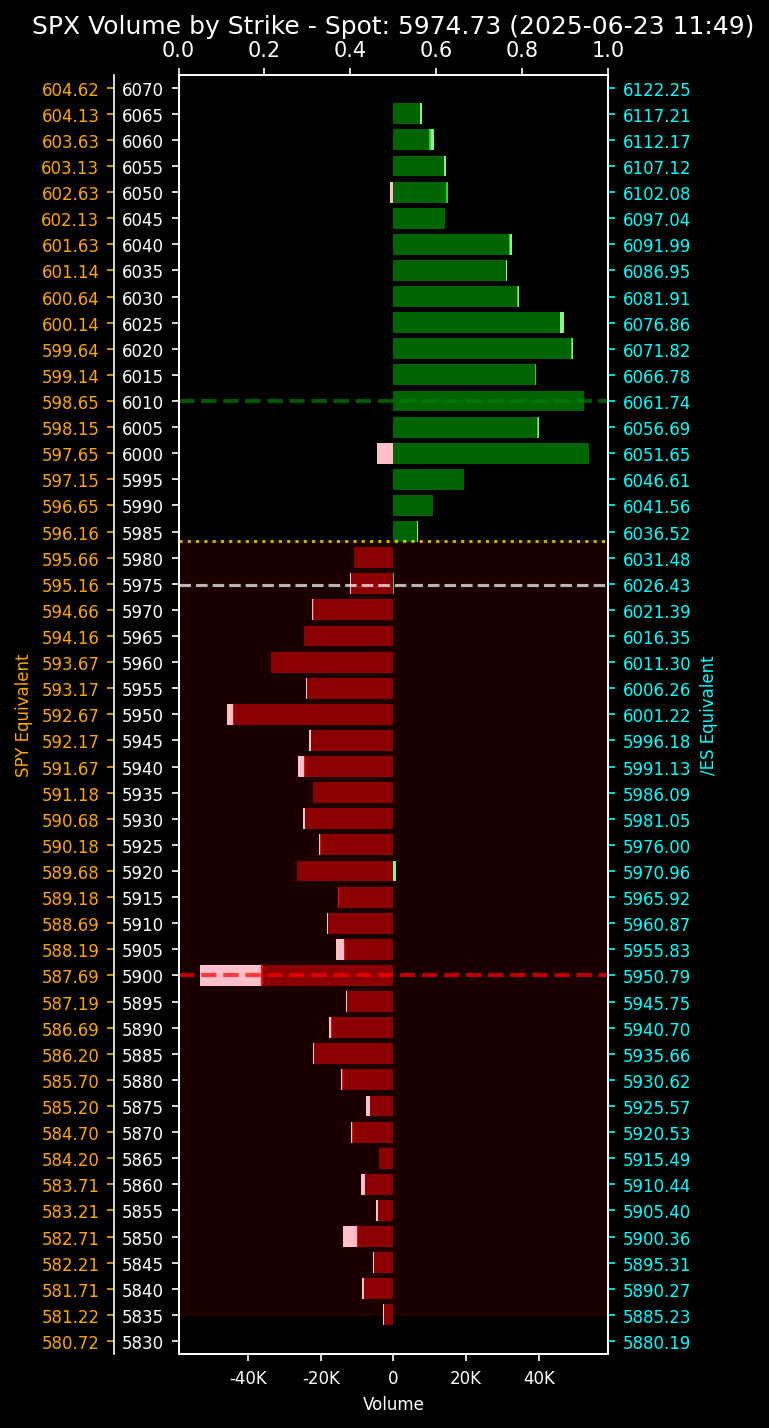 SPX Volume by Strike - Spot: 5974.73 (2025-06-23 11:49)
0.0 0.2 0.4 0.6 0.8 1.0
604.62 6070 6122.25
604.13 6065 6117.21
603.63 6060 6112.17
603.13 6055 6107.12
602.63 6050 6102.08
602.13 6045 6097.04
601.63 6040 6091.99
601.14 6035 6086.95
600.64 6030 6081.91
600.14 6025 6076.86
599.64 6020 6071.82
599.14 6015 6066.78
598.65 6010 6061.74
598.15 6005 6056.69
597.65 6000 6051.65
597.15 5995 6046.61
596.65 5990 6041.56
596.16 5985 6036.52
595.66 5980 6031.48
595.16 5975 6026.43
594.66 5970 6021.39
594.16 5965 6016.35
593.67 5960 6011.30
593.17 5955 6006.26
592.67 5950 6001.22
592.17 5945 5996.18
591.67 5940 5991.13
591.18 5935 5986.09
590.68 5930 5981.05
590.18 5925 5976.00
589.68 5920 5970.96
589.18 5915 5965.92
588.69 5910 5960.87
588.19 5905 5955.83
587.69 5900 5950.79
587.19 5895 5945.75
586.69 5890 5940.70
586.20 5885 5935.66
585.70 5880 5930.62
585.20 5875 5925.57
584.70 5870 5920.53
584.20 5865 5915.49
583.71 5860 5910.44
583.21 5855 5905.40
582.71 5850 5900.36
582.21 5845 5895.31
581.71 5840 5890.27
581.22 5835 5885.23
580.72 5830 5880.19
SPY Equivalent
/ES Equivalent
-40K -20K 0 20K 40K
Volume